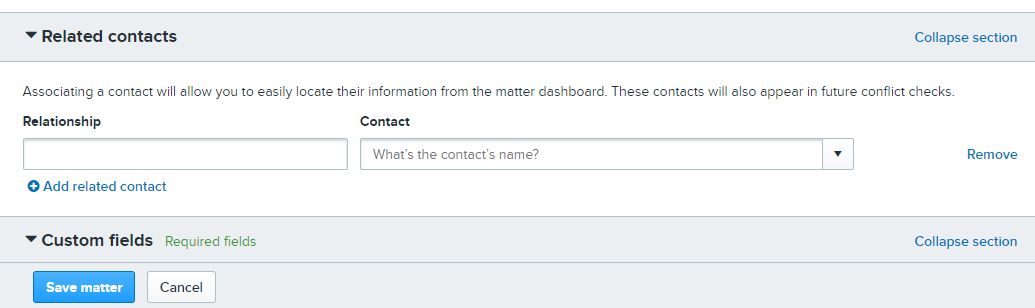 Related contacts Collapse section
Associating a contact will allow you to easily locate their information from the matter dashboard. These contacts will also appear in future conflict checks.
Relationship Contact
What's the contact's name? Remove
Add related contact
Custom fields Required fields Collapse section
Save matter Cancel